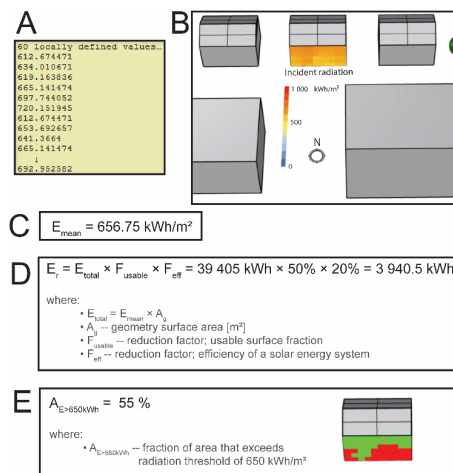 A
60 locally defined values…
612.674471
634.010671
619.163836
665.141474
697.744052
720.151945
612.674471
653.692657
641.3664
665.141474
↓
692.952582
B
Incident radiation
1 000 kWh/m²
500
0
N
C
E_mean = 656.75 kWh/m²
D
E_r = E_total × F_usable × F_eff = 39 405 kWh × 50% × 20% = 3 940.5 kWh
where:
• E_total = E_mean × A_g
• A_g -- geometry surface area [m²]
• F_usable -- reduction factor; usable surface fraction
• F_eff -- reduction factor; efficiency of a solar energy system
E
A_E>650kWh = 55 %
where:
• A_E>650kWh -- fraction of area that exceeds
radiation threshold of 650 kWh/m²